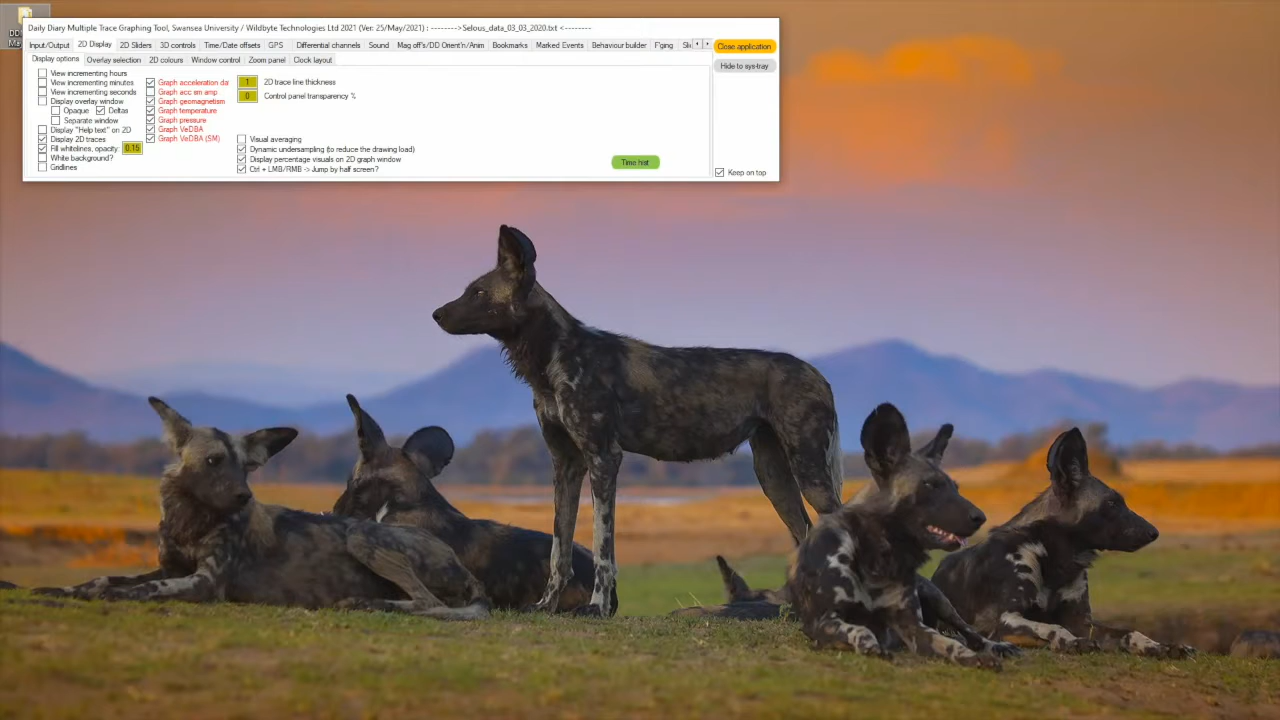 Daily Diary Multiple Trace Graphing Tool, Swansea University / Wildbyte Technologies Ltd 2021 (Ver: 25/May/2021) : -------->Selous_data_03_03_2020.txt <--------
Input/Output 2D Display 2D Sliders 3D controls Time/Date offsets GPS Differential channels Sound Mag off's/DD Orient'n/Anim Bookmarks Marked Events Behaviour builder F'ging
Close application
Display options Overlay selection 2D colours Window control Zoom panel Clock layout
Hide to sys-tray
View incrementing hours
View incrementing minutes
View incrementing seconds
Display overlay window
Opaque Deltas
Separate window
Display "Help text" on 2D
Display 2D traces
Fill whitelines, opacity 0.15
White background?
Gridlines
Graph acceleration da
Graph acc sm amp
Graph geomagnetism
Graph temperature
Graph pressure
Graph VeDBA
Graph VeDBA (SM)
1 2D trace line thickness
0 Control panel transparency %
Visual averaging
Dynamic undersampling (to reduce the drawing load)
Display percentage visuals on 2D graph window
Ctrl + LMB/RMB -> Jump by half screen?
Time hist
Keep on top